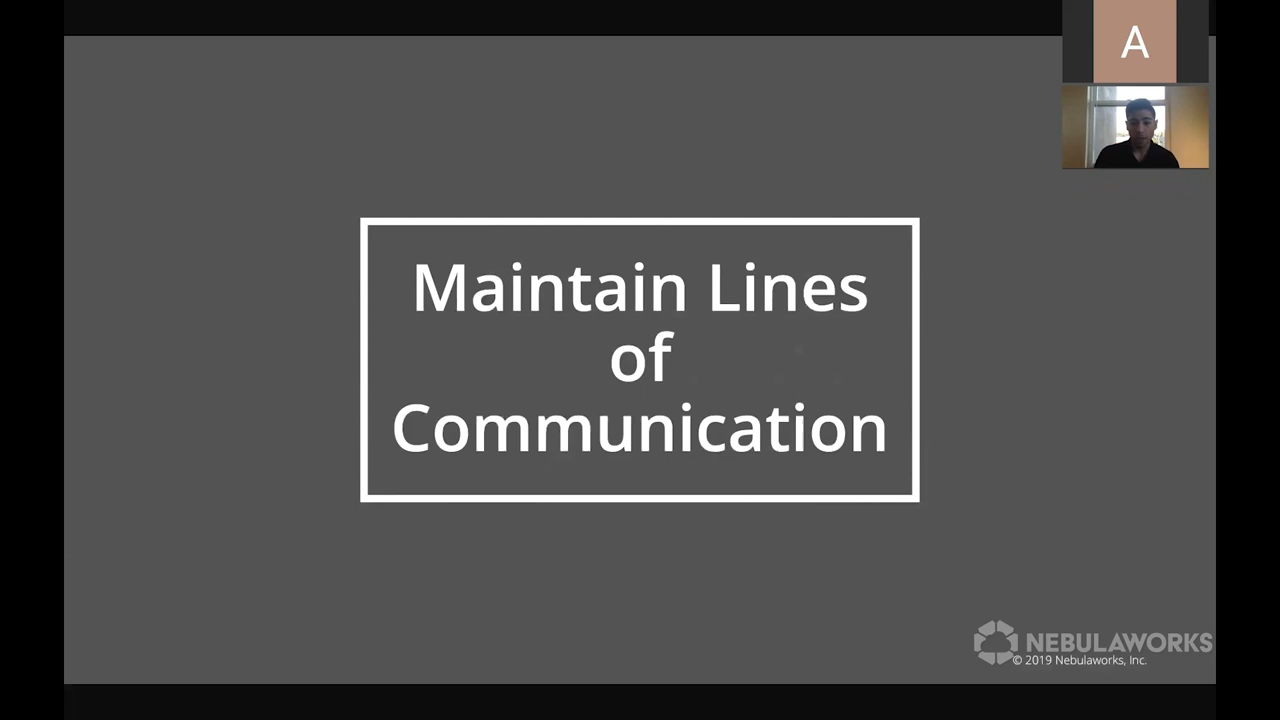 A
Maintain Lines
of
Communication
NEBULAWORKS
© 2019 Nebulaworks, Inc.